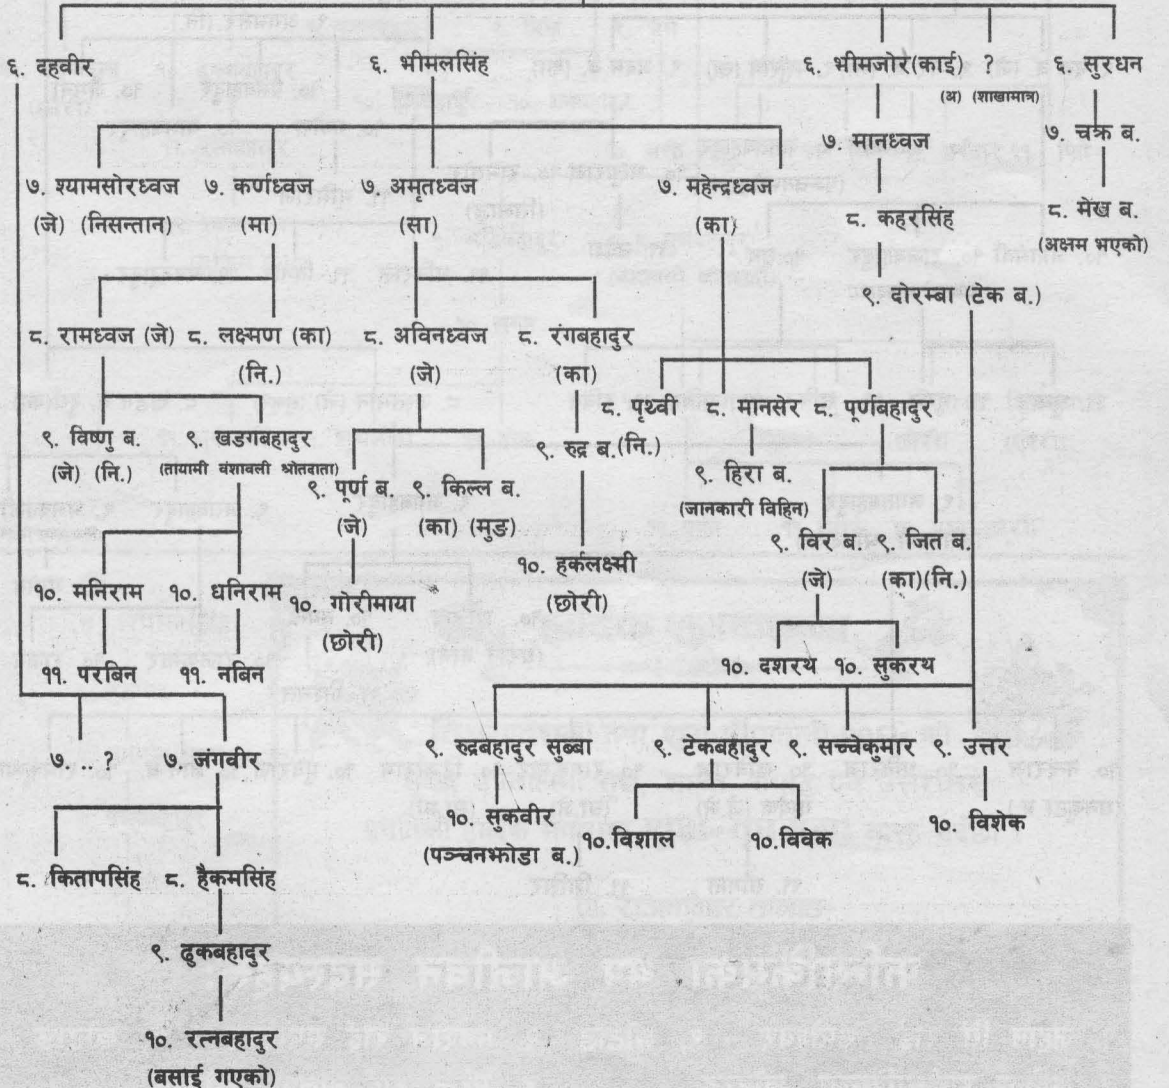 ६. दहवीर ६. भीमलसिंह ६. भीमजोर(काई) ? ६. सुरधन
(अ) (शाखामात्र)
७. मानध्वज ७. चक्र ब.
७. श्यामसोरध्वज ७. कर्णध्वज ७. अमृतध्वज ७. महेन्द्रध्वज
(जे) (निसन्तान) (मा) (सा) (का)
८. कहरसिंह ८. मेख ब.
(अक्षम भएको)
९. दोरम्बा (टेक ब.)
८. रामध्वज (जे) ८. लक्ष्मण (का) ८. अविनध्वज ८. रंगबहादुर
(नि.) (जे) (का)
८. पृथ्वी ८. मानसेर ८. पूर्णबहादुर
९. विष्णु ब. ९. खडगबहादुर ९. रुद्र ब. (नि.)
(जे) (नि.) (तायामी वंशावली श्रोतदाता)
९. पूर्ण ब. ९. किल्ल ब. ९. हिरा ब.
(जे) (का) (मुड) (जानकारी विहिन)
९. विर ब. ९. जित ब.
(जे) (का)(नि.)
१०. हकलक्ष्मी
(छोरी)
१०. मनिराम १०. धनिराम १०. गोरीमाया
(छोरी)
११. परबिन ११. नबिन १०. दशरथ १०. सुकरथ
७. ? ७. जंगवीर ९. रुद्रबहादुर सुब्बा ९. टेकबहादुर ९. सच्चेकुमार ९. उत्तर
१०. सुकवीर १०.विशाल १०.विवेक १०. विशेक
(पञ्चनझोडा ब.)
८. कितापसिंह ८. हैकमसिंह
९. ढुकबहादुर
१०. रत्नबहादुर
(बसाई गएको)